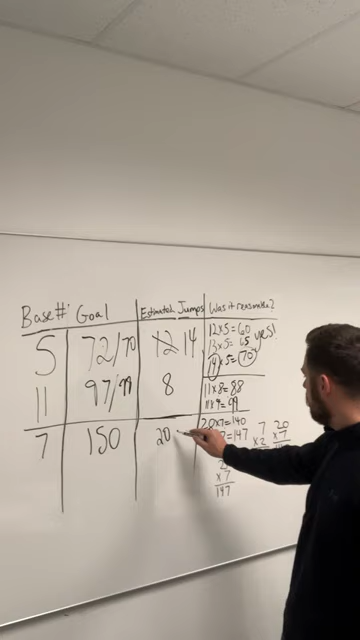 Base # Goal Estimated Jumps Was it reasonable?
5 72/70 12 14
12x5=60
13x5=65 yes!
14x5=70
11 97/99 8
11x8=88
11x9=99
7 150 20
20x7=140
=147
7
x2
20
x7
x7
147